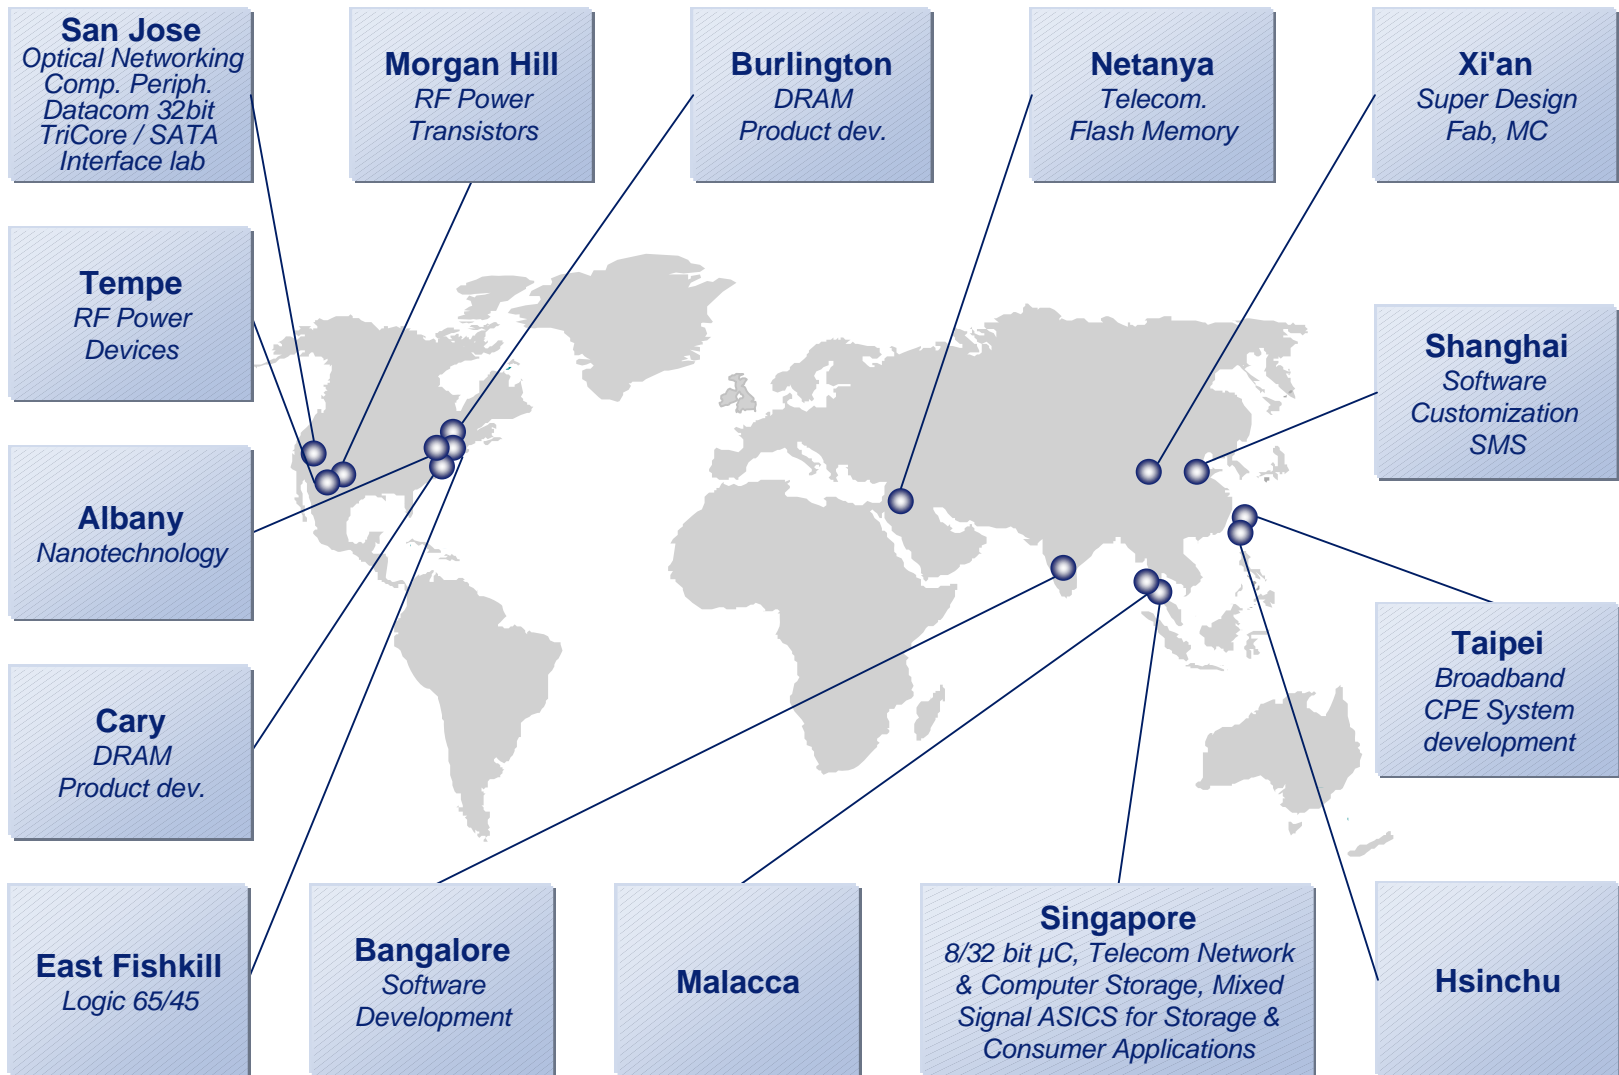 San Jose
Optical Networking
Comp. Periph.
Datacom 32bit
TriCore / SATA
Interface lab
Morgan Hill
RF Power
Transistors
Burlington
DRAM
Product dev.
Netanya
Telecom.
Flash Memory
Xi'an
Super Design
Fab, MC
Tempe
RF Power
Devices
Shanghai
Software
Customization
SMS
Albany
Nanotechnology
Taipei
Broadband
CPE System
development
Cary
DRAM
Product dev.
East Fishkill
Logic 65/45
Bangalore
Software
Development
Malacca
Singapore
8/32 bit µC, Telecom Network
& Computer Storage, Mixed
Signal ASICS for Storage &
Consumer Applications
Hsinchu